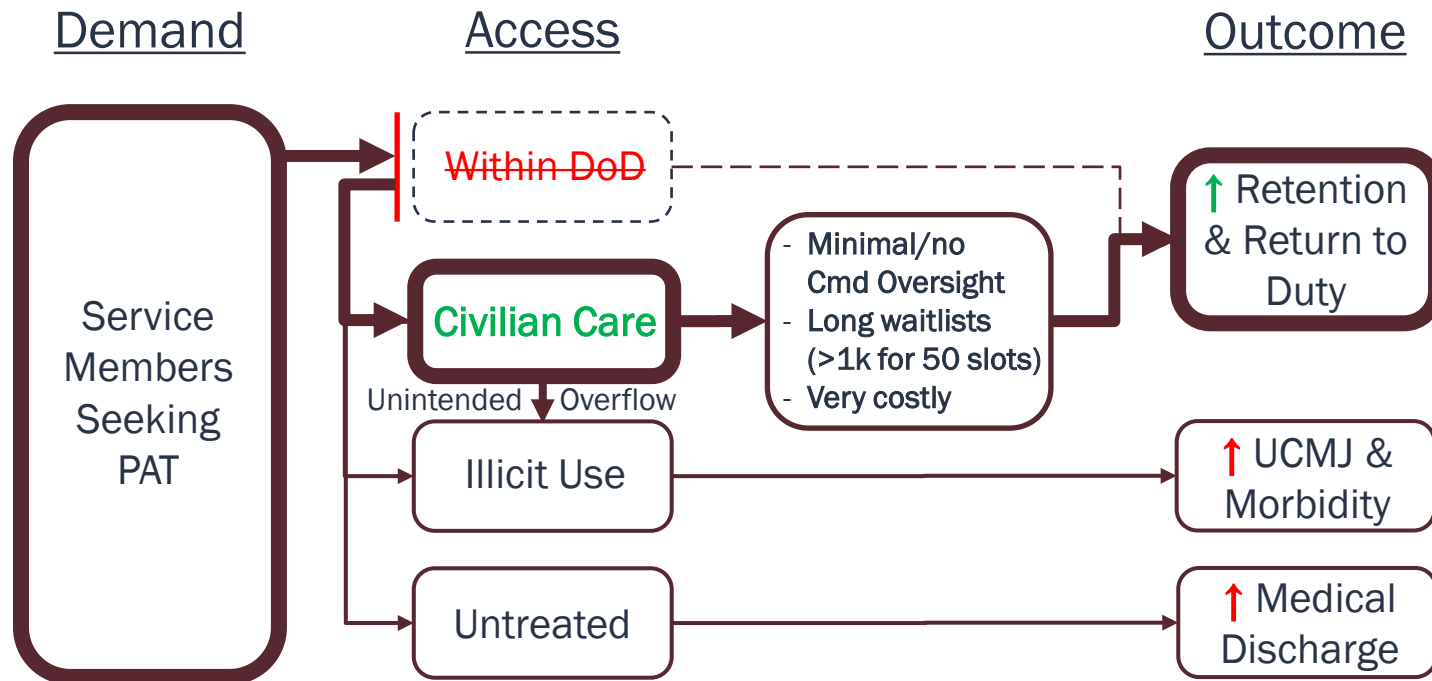 Demand
Access
Outcome
Service
Members
Seeking
PAT
Within DoD
Civilian Care
Unintended
Overflow
Illicit Use
Untreated
- Minimal/no
Cmd Oversight
- Long waitlists
(>1k for 50 slots)
- Very costly
↑ Retention
& Return to
Duty
↑ UCMJ &
Morbidity
↑ Medical
Discharge